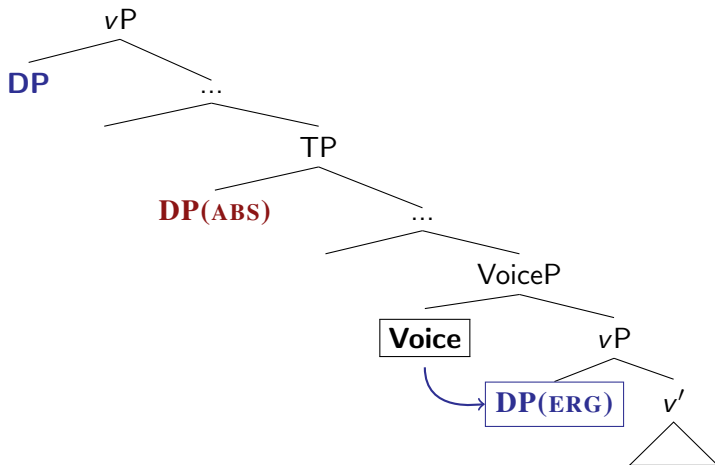 vP
DP
...
TP
DP(ABS)
...
VoiceP
Voice
vP
DP(ERG)
v′